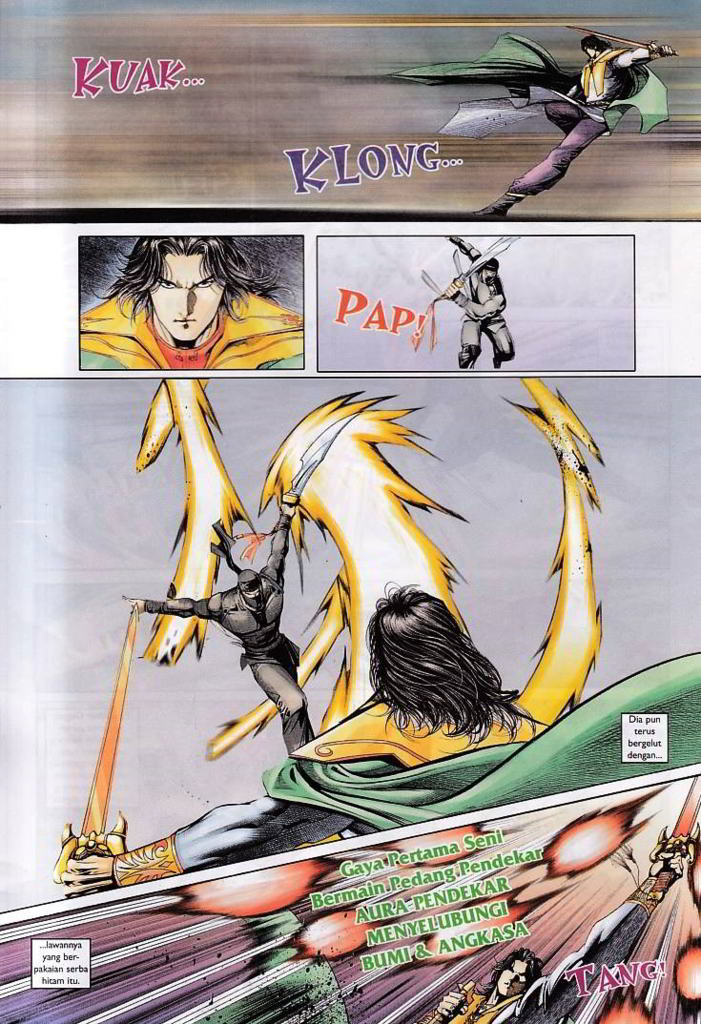 KUAK...
KLONG...
PAP!
Dia pun
terus
bergelut
dengan...
Gaya Pertama Seni
Bermain Pedang Pendekar
AURA PENDEKAR
MENYELUBUNGI
BUMI & ANGKASA
...lawannya
yang ber-
pakaian serba
hitam itu.
TANG!